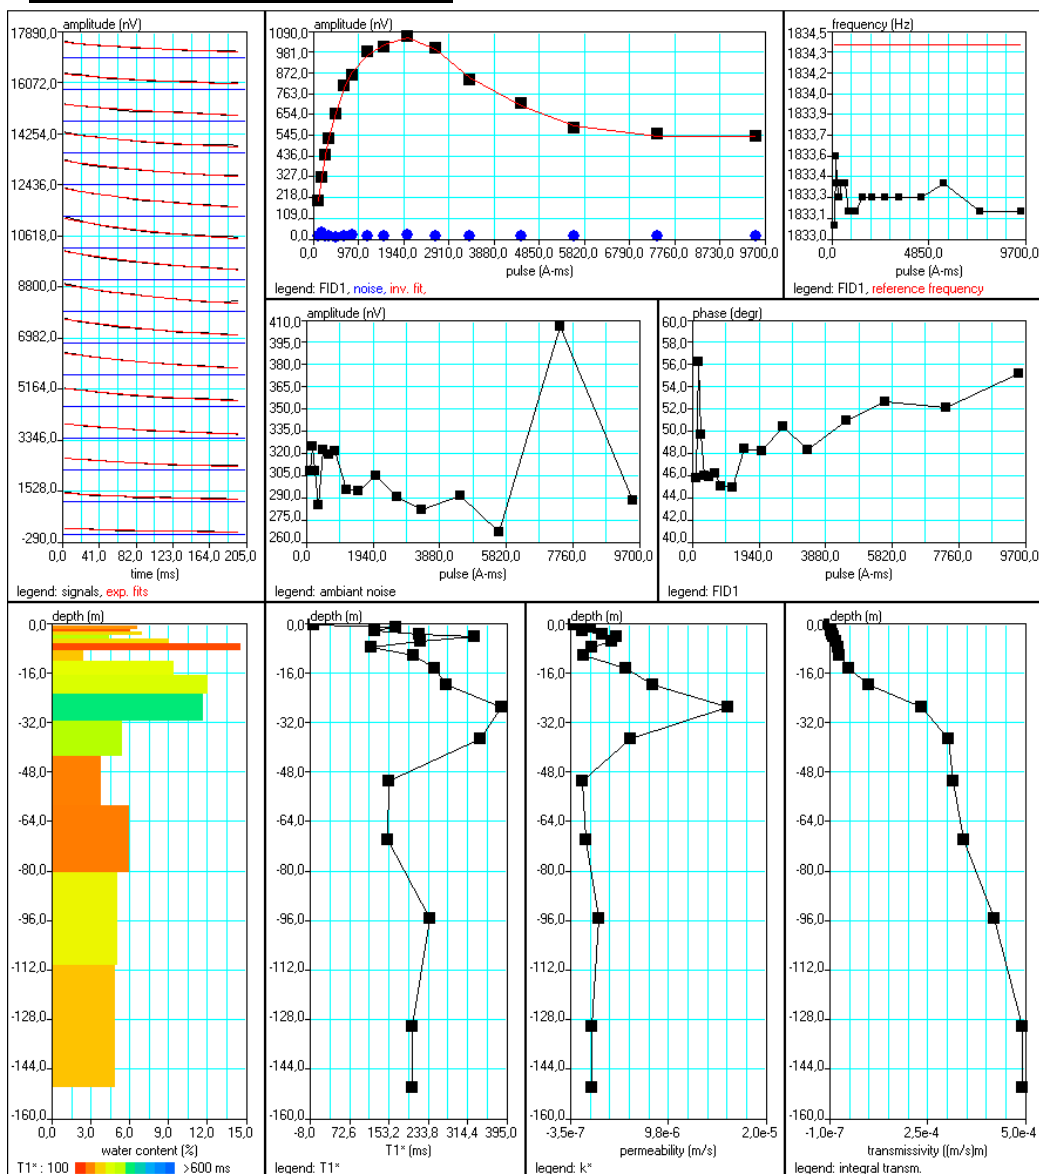 amplitude (nV)
17890,0
16072,0
14254,0
12436,0
10618,0
8800,0
6982,0
5164,0
3346,0
1528,0
-290,0
0,0 41,0 82,0 123,0 164,0 205,0
time (ms)
legend: signals, exp. fits
amplitude (nV)
1090,0
981,0
872,0
763,0
654,0
545,0
436,0
327,0
218,0
109,0
0,0
0,0 970,0 1940,0 2910,0 4850,0 5820,0 6790,0 7760,0 8730,0 9700,0
pulse (A-ms)
legend: FID1, noise, inv. fit,
frequency (Hz)
1834,5
1834,3
1834,2
1834,0
1833,9
1833,7
1833,6
1833,4
1833,2
1833,1
1833,0
0,0 4850,0 9700,0
pulse (A-ms)
legend: FID1, reference frequency
amplitude (nV)
410,0
395,0
380,0
365,0
350,0
335,0
320,0
305,0
290,0
275,0
260,0
0,0 1940,0 3880,0 5820,0 7760,0 9700,0
pulse (A-ms)
legend: ambiant noise
phase (degr)
60,0
58,0
56,0
54,0
52,0
50,0
48,0
46,0
44,0
42,0
40,0
0,0 1940,0 3880,0 5820,0 7760,0 9700,0
pulse (A-ms)
legend: FID1
depth (m)
0,0
-16,0
-32,0
-48,0
-64,0
-80,0
-96,0
-112,0
-128,0
-144,0
-160,0
0,0 3,0 6,0 9,0 12,0 15,0
water content (%)
T1* : 100 >600 ms
depth (m)
0,0
-16,0
-32,0
-48,0
-64,0
-80,0
-96,0
-112,0
-128,0
-144,0
-160,0
-8,0 72,6 153,2 233,8 314,4 395,0
T1* (ms)
legend: T1*
depth (m)
0,0
-16,0
-32,0
-48,0
-64,0
-80,0
-96,0
-112,0
-128,0
-144,0
-160,0
-3.5e-7 9.8e-6 2.0e-5
permeability (m/s)
legend: k*
depth (m)
0,0
-16,0
-32,0
-48,0
-64,0
-80,0
-96,0
-112,0
-128,0
-144,0
-160,0
-1.0e-7 2.5e-4 5.0e-4
transmissivity ((m/s)m)
legend: integral transm.